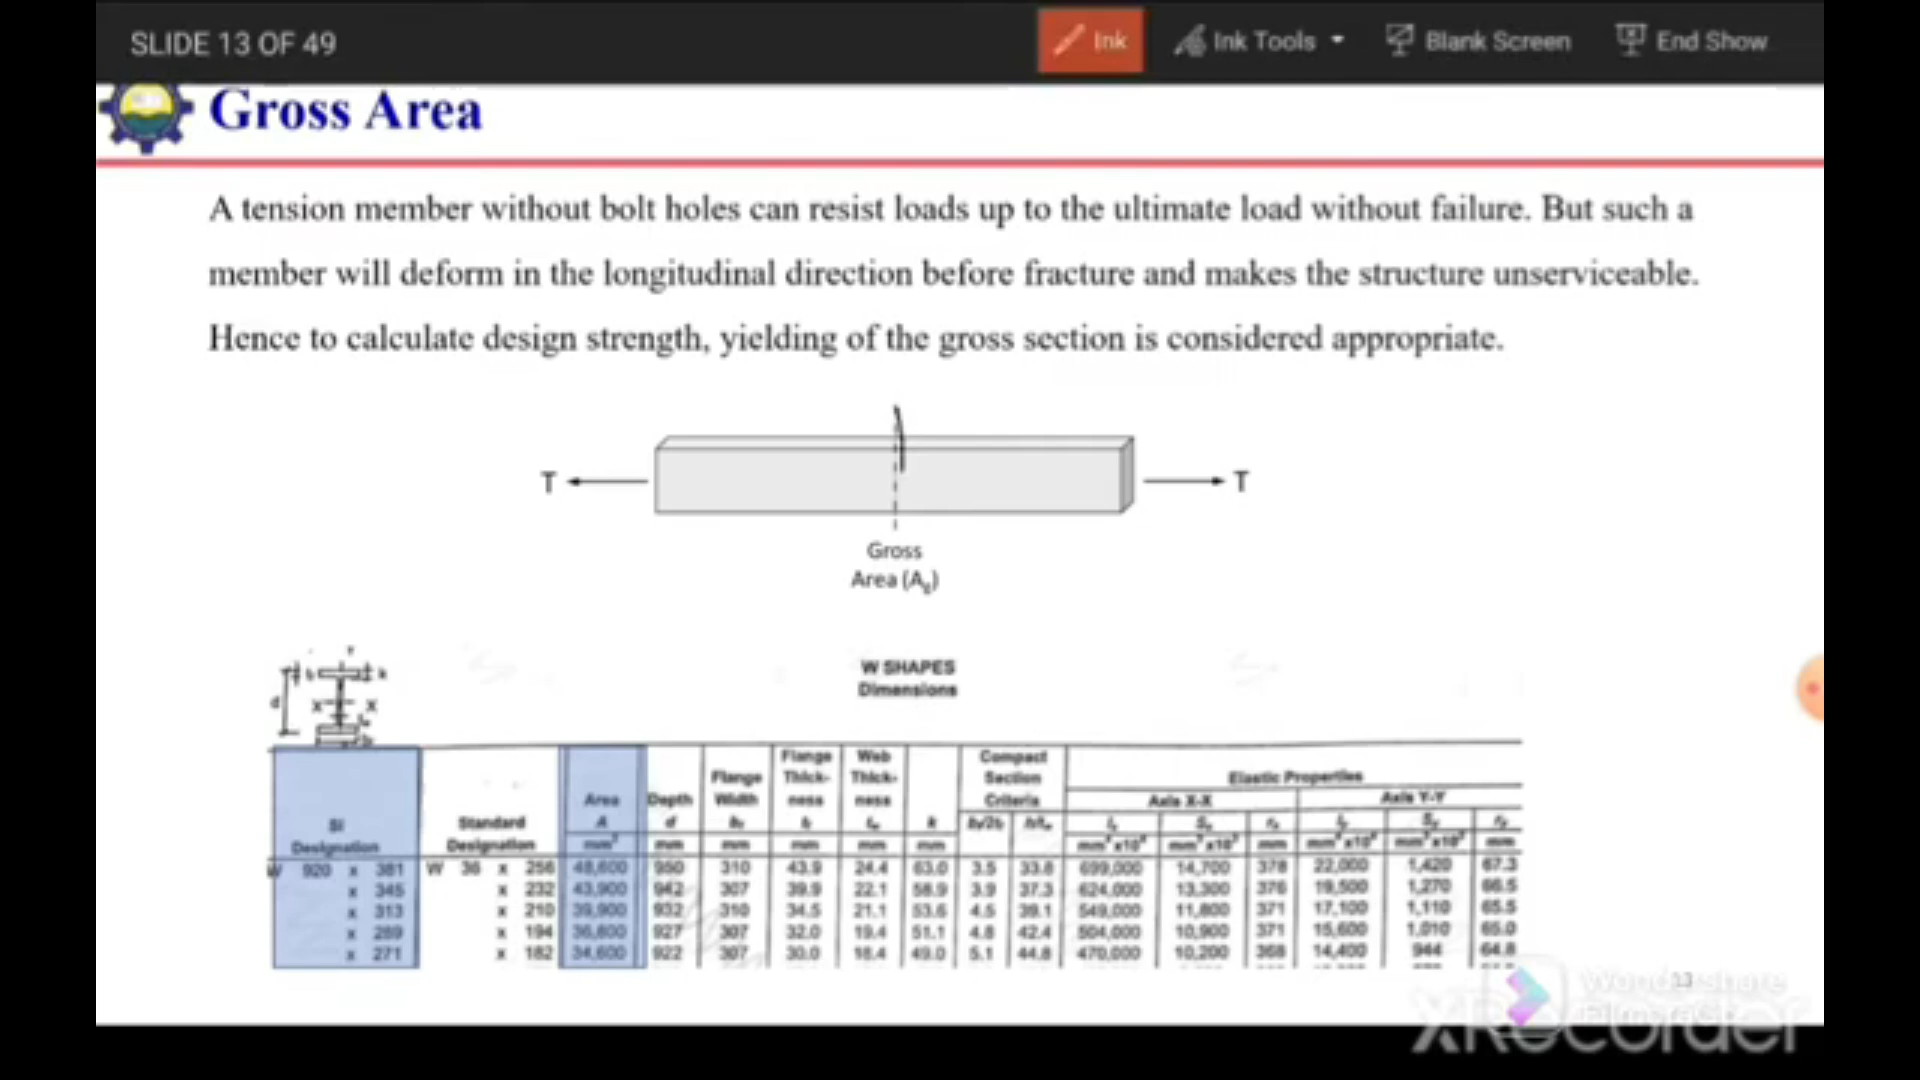 SLIDE 13 OF 49
Ink
Ink Tools
Blank Screen
End Show
Gross Area
A tension member without bolt holes can resist loads up to the ultimate load without failure. But such a
member will deform in the longitudinal direction before fracture and makes the structure unserviceable.
Hence to calculate design strength, yielding of the gross section is considered appropriate.
T
T
Gross
Area (Ag)
W SHAPES
Dimensions
d
X X
SI
Designation
Standard
Designation
Area
A
mm²
Depth
d
mm
Flange
Width
mm
Flange
Thick-
ness
mm
Web
Thick-
ness
mm
k
mm
Compact
Section
Criteria
Elastic Properties
Axis X-X
Axis Y-Y
mm
mm
W 920 x 381 W 36 x 256 48,600 950 310 43.9 24.4 63.0 3.5 33.8 699,000 14,700 378 22,000 1,420 67.3
x 345 x 232 43,900 942 307 39.9 22.1 58.9 3.9 37.3 624,000 13,300 376 19,500 1,270 66.5
x 313 x 210 39,900 932 310 34.5 21.1 53.6 4.5 39.1 549,000 11,800 371 17,100 1,110 65.5
x 289 x 194 36,800 927 307 32.0 19.4 51.1 4.8 42.4 504,000 10,900 371 15,600 1,010 65.0
x 271 x 182 34,600 922 307 30.0 18.4 49.0 5.1 44.8 470,000 10,200 368 14,400 944 64.8
13
Wondershare
Filmora
XRecorder